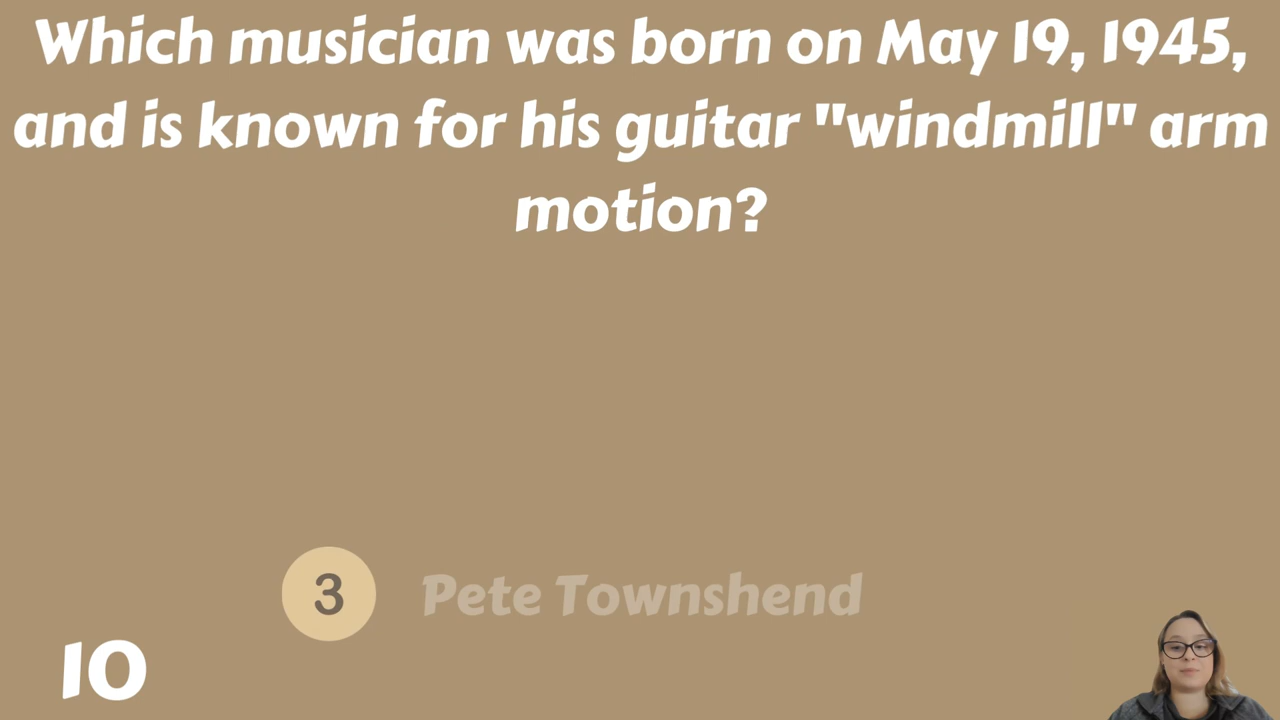 Which musician was born on May 19, 1945,
and is known for his guitar "windmill" arm
motion?
3 Pete Townshend
10